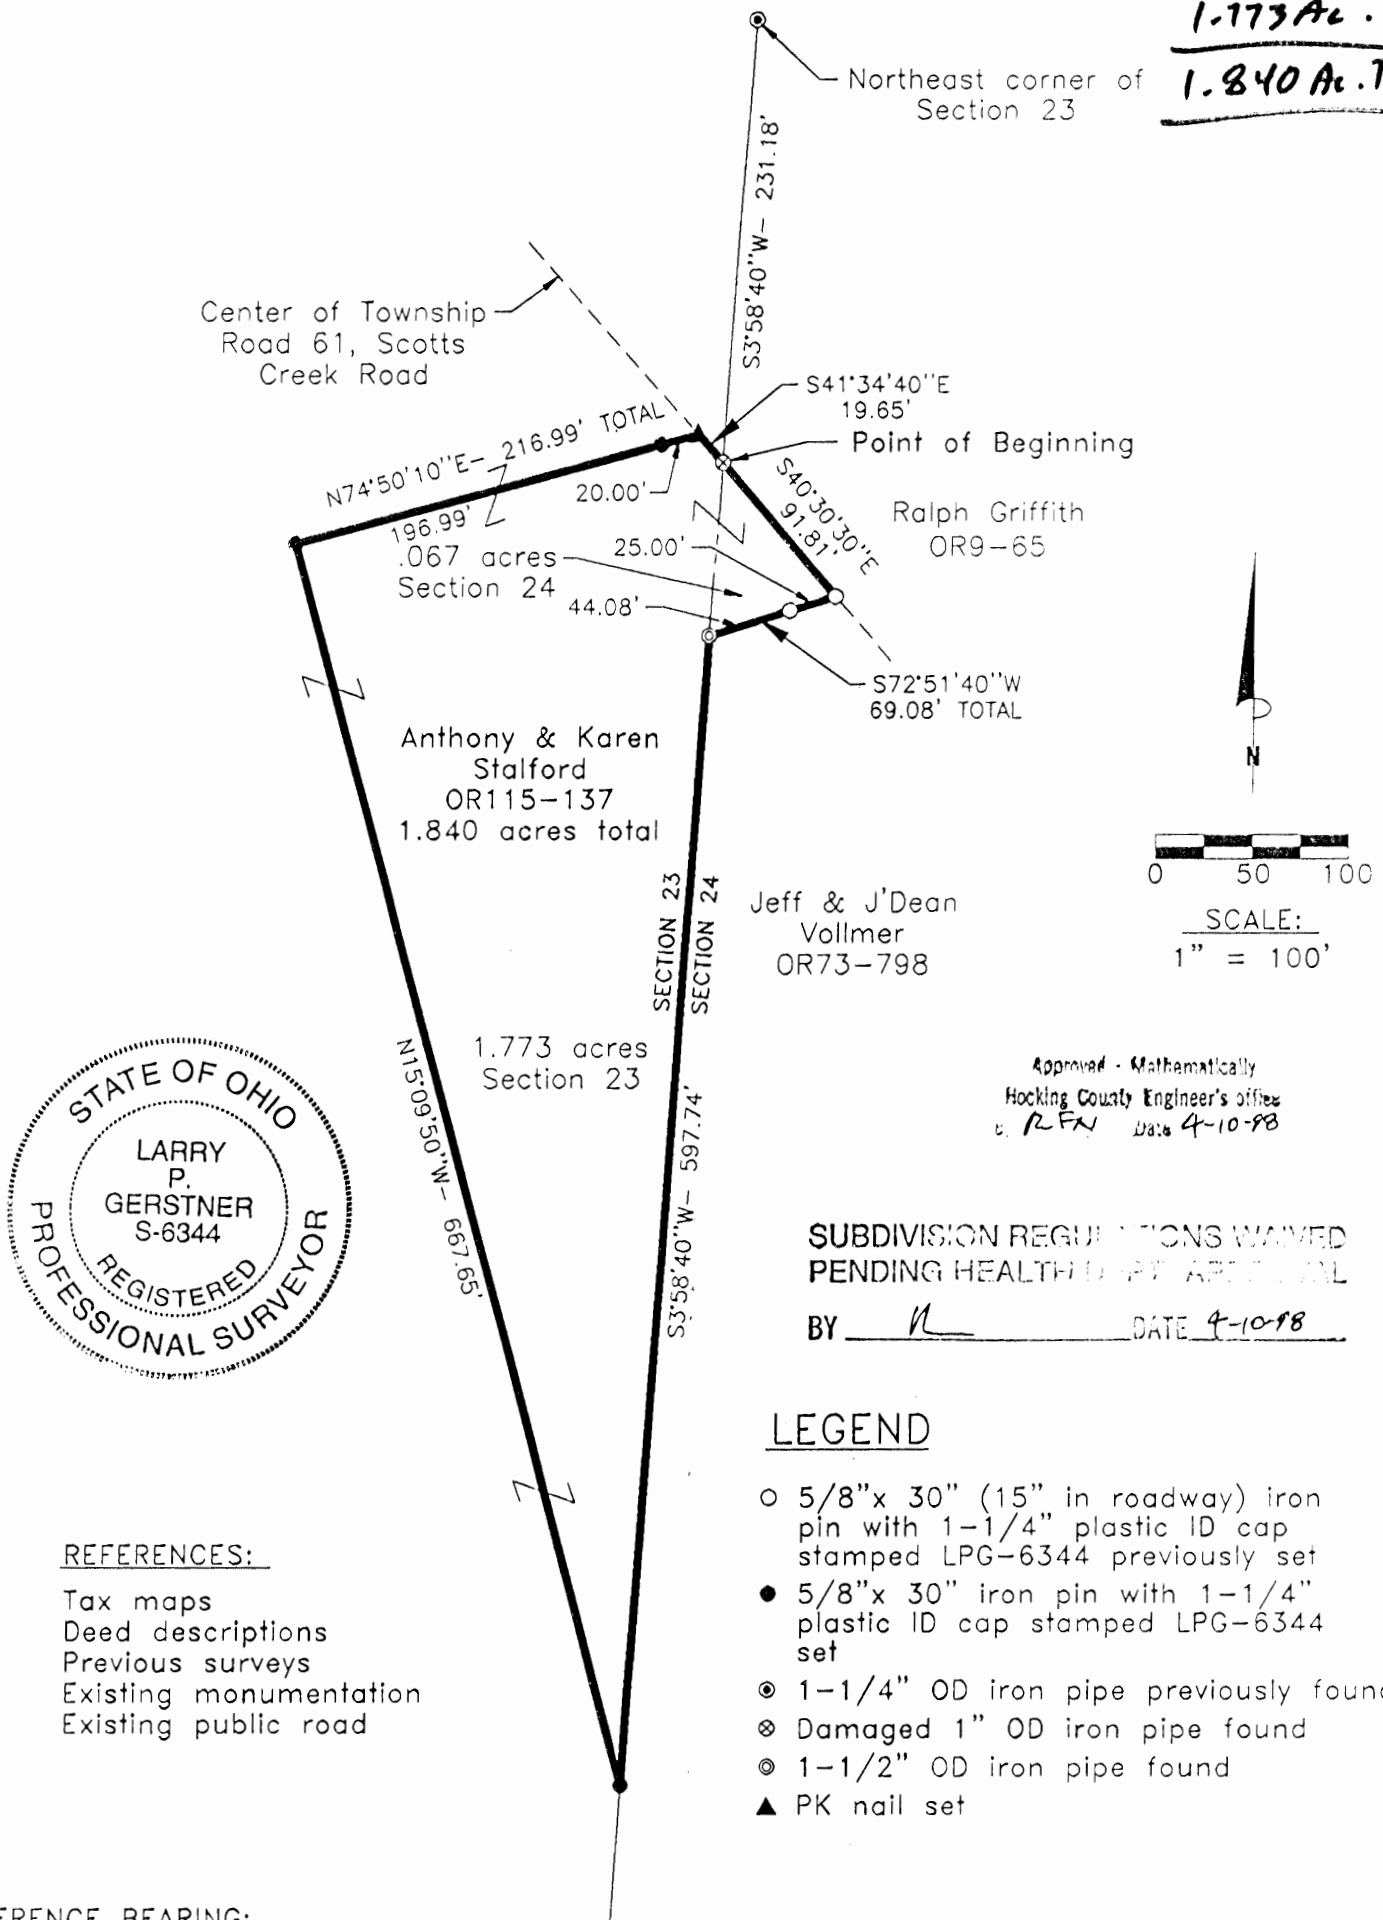 1.773 Ac.
1.840 Ac. T
Northeast corner of
Section 23
S3°58'40"W- 231.18'
Center of Township
Road 61, Scotts
Creek Road
S41°34'40"E
19.65'
Point of Beginning
N74°50'10"E- 216.99' TOTAL
20.00'
196.99'
S40°30'30"E
91.81'
Ralph Griffith
OR9-65
.067 acres
Section 24
25.00'
44.08'
S72°51'40"W
69.08' TOTAL
N
Anthony & Karen
Stalford
OR115-137
1.840 acres total
0 50 100
SCALE:
1" = 100'
SECTION 23
SECTION 24
Jeff & J'Dean
Vollmer
OR73-798
1.773 acres
Section 23
N15°09'50"W- 667.65'
S3°58'40"W- 597.74'
Approved - Mathematically
Hocking County Engineer's office
RFN Date 4-10-98
STATE OF OHIO
LARRY
P.
GERSTNER
S-6344
REGISTERED
PROFESSIONAL SURVEYOR
SUBDIVISION REGULATIONS WAIVED
PENDING HEALTH DEPT. APPROVAL
BY DATE 4-10-98
LEGEND
5/8"x 30" (15" in roadway) iron
pin with 1-1/4" plastic ID cap
stamped LPG-6344 previously set
5/8"x 30" iron pin with 1-1/4"
plastic ID cap stamped LPG-6344
set
1-1/4" OD iron pipe previously found
Damaged 1" OD iron pipe found
1-1/2" OD iron pipe found
PK nail set
REFERENCES:
Tax maps
Deed descriptions
Previous surveys
Existing monumentation
Existing public road
ERENCE BEARING: